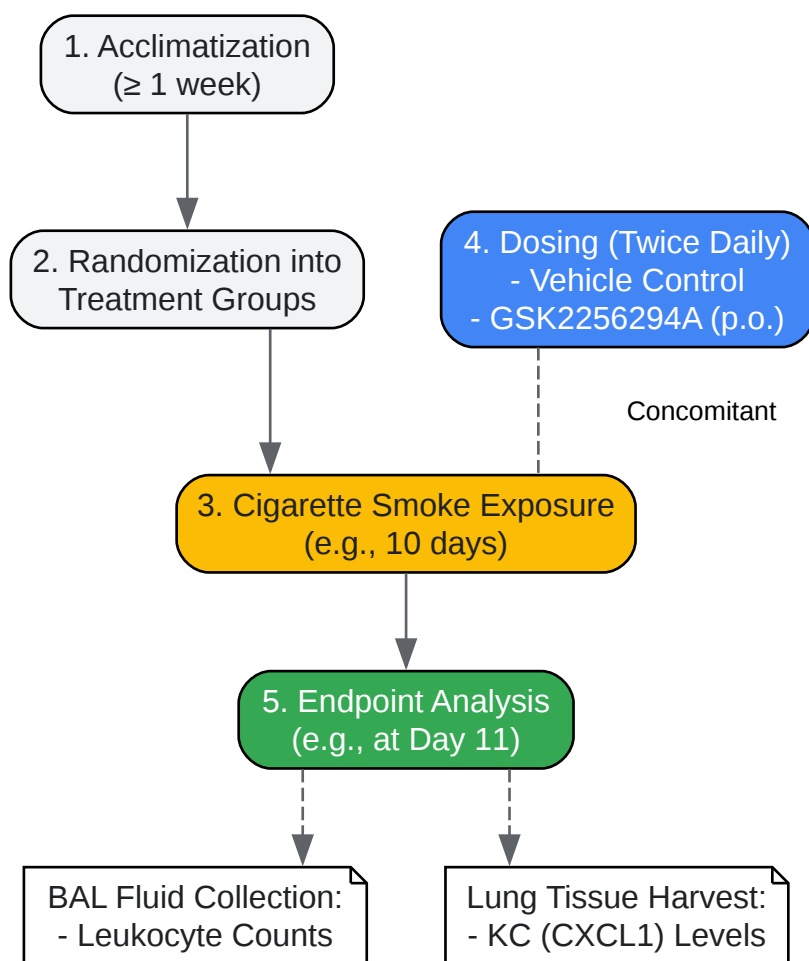 1. Acclimatization
(≥ 1 week)
2. Randomization into
Treatment Groups
4. Dosing (Twice Daily)
- Vehicle Control
- GSK2256294A (p.o.)
Concomitant
3. Cigarette Smoke Exposure
(e.g., 10 days)
5. Endpoint Analysis
(e.g., at Day 11)
BAL Fluid Collection:
- Leukocyte Counts
Lung Tissue Harvest:
- KC (CXCL1) Levels